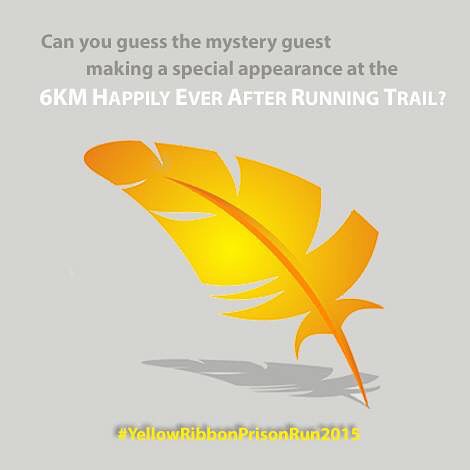 Can you guess the mystery guest
making a special appearance at the
6KM HAPPILY EVER AFTER RUNNING TRAIL?
#YellowRibbonPrisonRun2015